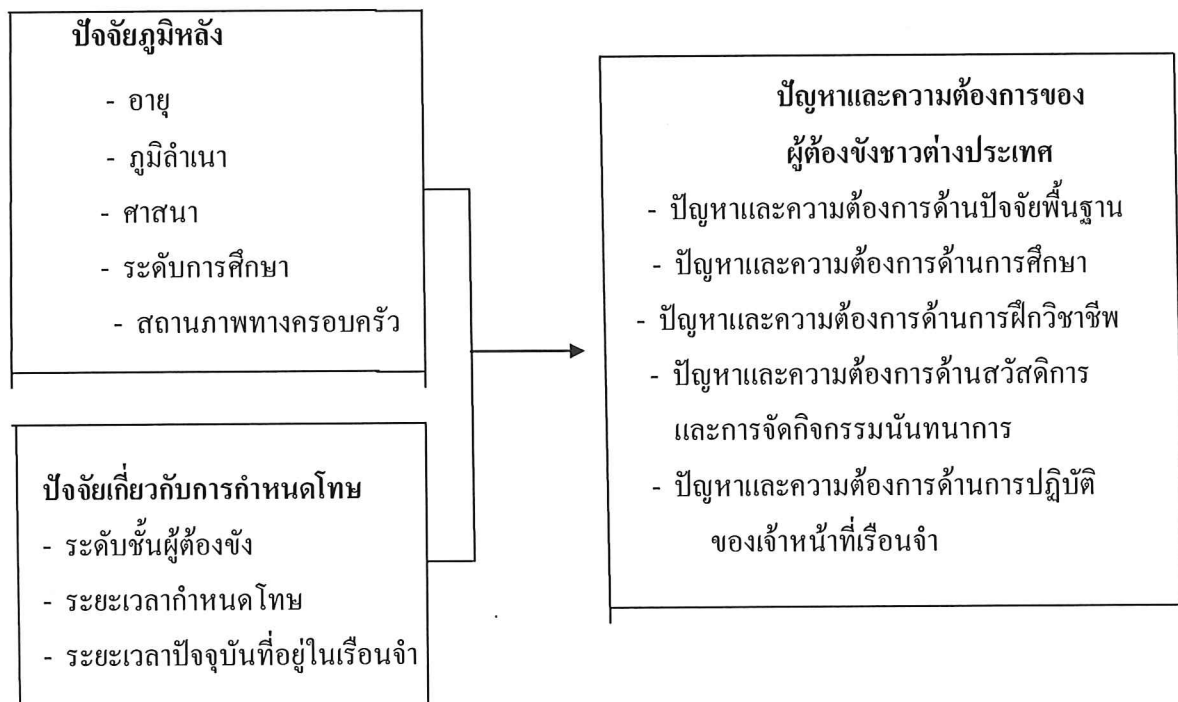 ปัจจัยภูมิหลัง
- อายุ
- ภูมิลำเนา
- ศาสนา
- ระดับการศึกษา
- สถานภาพทางครอบครัว
ปัจจัยเกี่ยวกับการกำหนดโทษ
- ระดับชั้นผู้ต้องขัง
- ระยะเวลากำหนดโทษ
- ระยะเวลาปัจจุบันที่อยู่ในเรือนจำ
ปัญหาและความต้องการของ
ผู้ต้องขังชาวต่างประเทศ
- ปัญหาและความต้องการด้านปัจจัยพื้นฐาน
- ปัญหาและความต้องการด้านการศึกษา
- ปัญหาและความต้องการด้านการฝึกวิชาชีพ
- ปัญหาและความต้องการด้านสวัสดิการ
และการจัดกิจกรรมนันทนาการ
- ปัญหาและความต้องการด้านการปฏิบัติ
ของเจ้าหน้าที่เรือนจำ